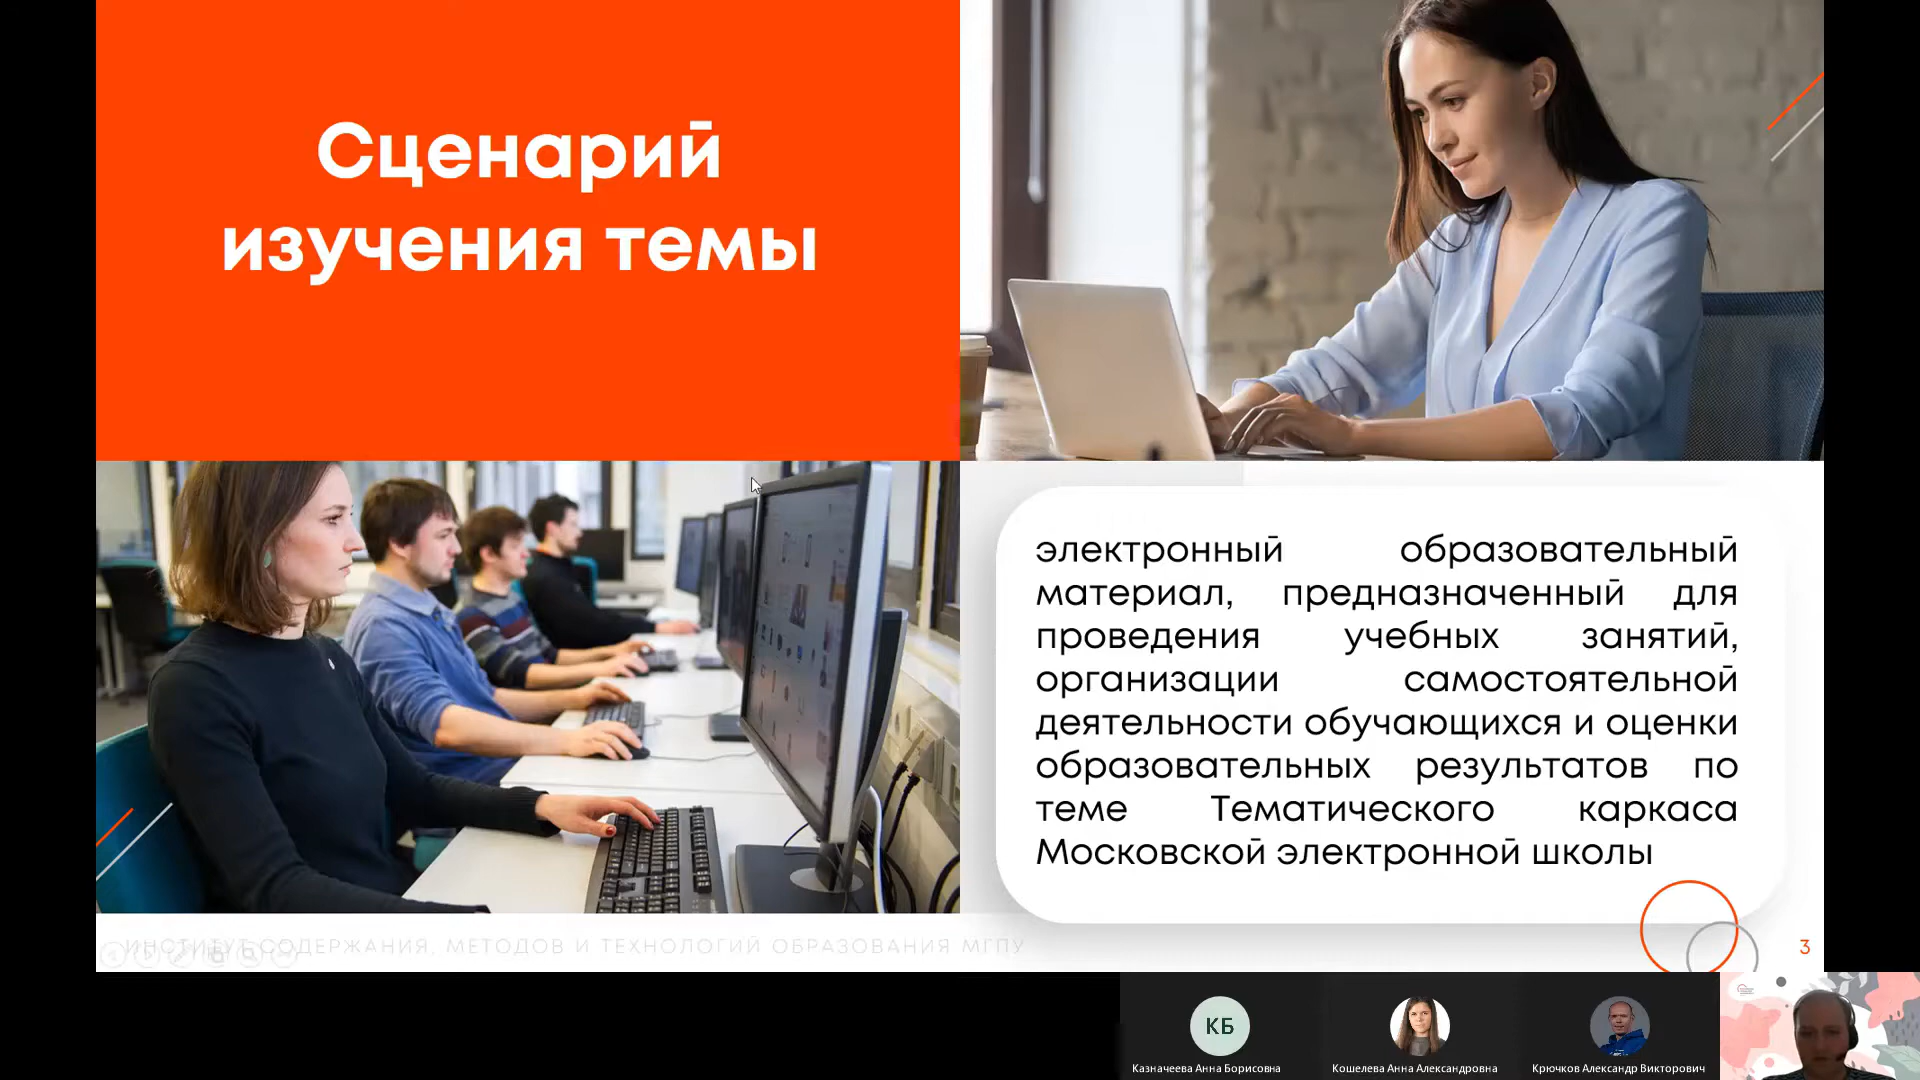 Сценарий
изучения темы
электронный образовательный
материал, предназначенный для
проведения учебных занятий,
организации самостоятельной
деятельности обучающихся и оценки
образовательных результатов по
теме Тематического каркаса
Московской электронной школы
ИНСТИТУТ СОДЕРЖАНИЯ, МЕТОДОВ И ТЕХНОЛОГИЙ ОБРАЗОВАНИЯ МГПУ
3
КБ
Казначеева Анна Борисовна
Кошелева Анна Александровна
Крючков Александр Викторович